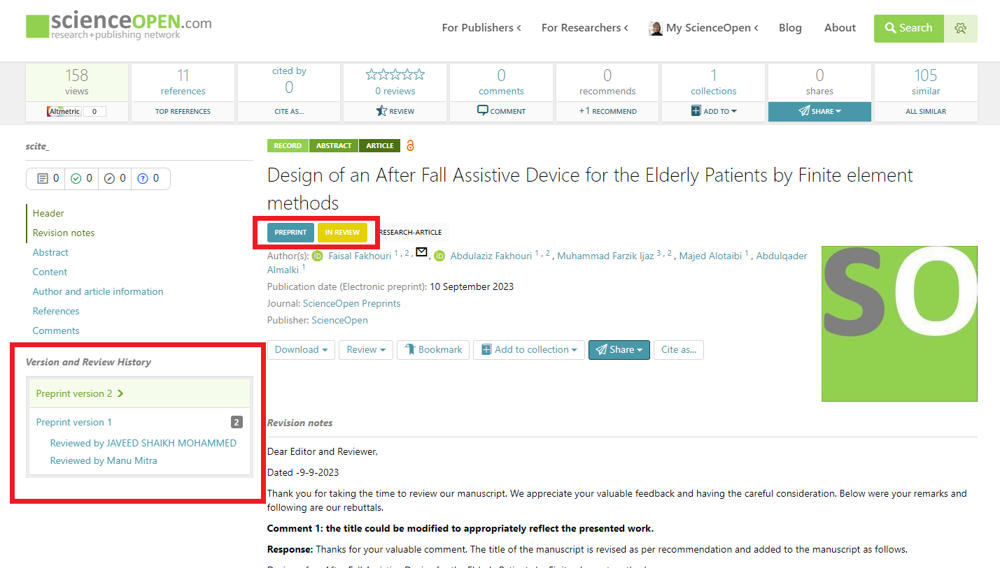 scienceOPEN.com
research+publishing network
For Publishers
For Researchers
My ScienceOpen
Blog
About
Search
158
views
Altmetric 0
11
references
TOP REFERENCES
cited by
0
CITE AS...
0 reviews
REVIEW
0
comments
COMMENT
0
recommends
+1 RECOMMEND
1
collections
ADD TO
0
shares
SHARE
105
similar
ALL SIMILAR
scite_
0 0 0 0
Header
Revision notes
Abstract
Content
Author and article information
References
Comments
Version and Review History
Preprint version 2
Preprint version 1 2
Reviewed by JAVEED SHAIKH MOHAMMED
Reviewed by Manu Mitra
RECORD ABSTRACT ARTICLE
Design of an After Fall Assistive Device for the Elderly Patients by Finite element
methods
PREPRINT IN REVIEW RESEARCH-ARTICLE
Author(s): iD Faisal Fakhouri 1 , 2 , , iD Abdulaziz Fakhouri 1 , 2 , Muhammad Farzik Ijaz 3 , 2 , Majed Alotaibi 1 , Abdulqader
Almalki 1
Publication date (Electronic preprint): 10 September 2023
Journal: ScienceOpen Preprints
Publisher: ScienceOpen
Download Review Bookmark Add to collection Share Cite as...
SO
Revision notes
Dear Editor and Reviewer,
Dated -9-9-2023
Thank you for taking the time to review our manuscript. We appreciate your valuable feedback and having the careful consideration. Below were your remarks and
following are our rebuttals.
Comment 1: the title could be modified to appropriately reflect the presented work.
Response: Thanks for your valuable comment. The title of the manuscript is revised as per recommendation and added to the manuscript as follows.